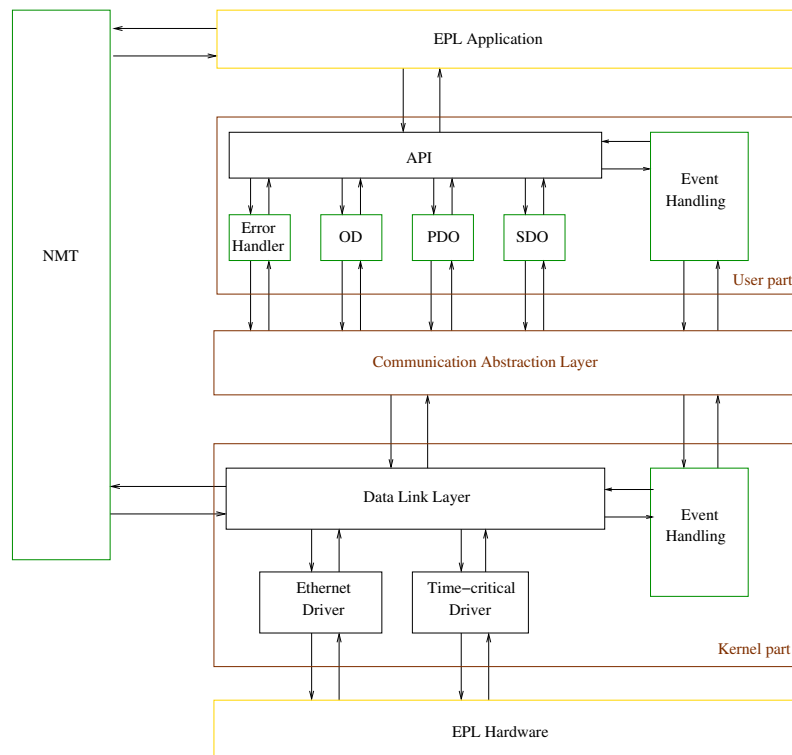 EPL Application
API
Event
Handling
Error
Handler
OD
PDO
SDO
NMT
User part
Communication Abstraction Layer
Data Link Layer
Event
Handling
Ethernet
Driver
Time-critical
Driver
Kernel part
EPL Hardware